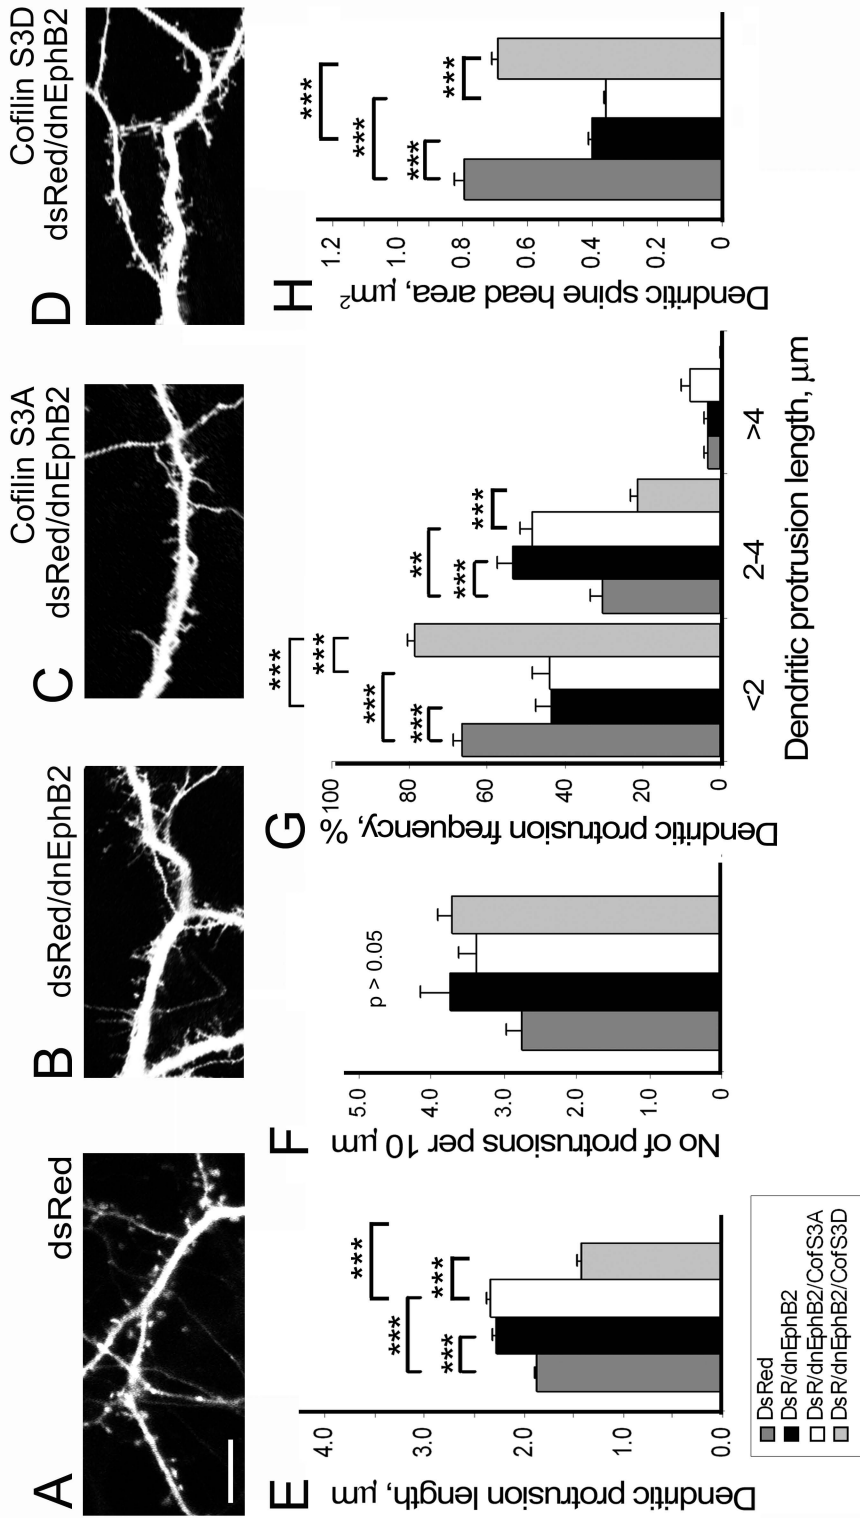 A
dsRed
B
dsRed/dnEphB2
C
Cofilin S3A
dsRed/dnEphB2
D
Cofilin S3D
dsRed/dnEphB2
E
Dendritic protrusion length, μm
4.0
3.0
2.0
1.0
0.0
***
***
***
***
F
No of protrusions per 10 μm
5.0
4.0
3.0
2.0
1.0
0
p > 0.05
G
Dendritic protrusion frequency, %
100
80
60
40
20
0
***
***
***
***
**
***
***
<2
2-4
>4
Dendritic protrusion length, μm
H
Dendritic spine head area, μm²
1.2
1.0
0.8
0.6
0.4
0.2
0
***
***
***
***
DsRed
DsR/dnEphB2
DsR/dnEphB2/CofS3A
DsR/dnEphB2/CofS3D